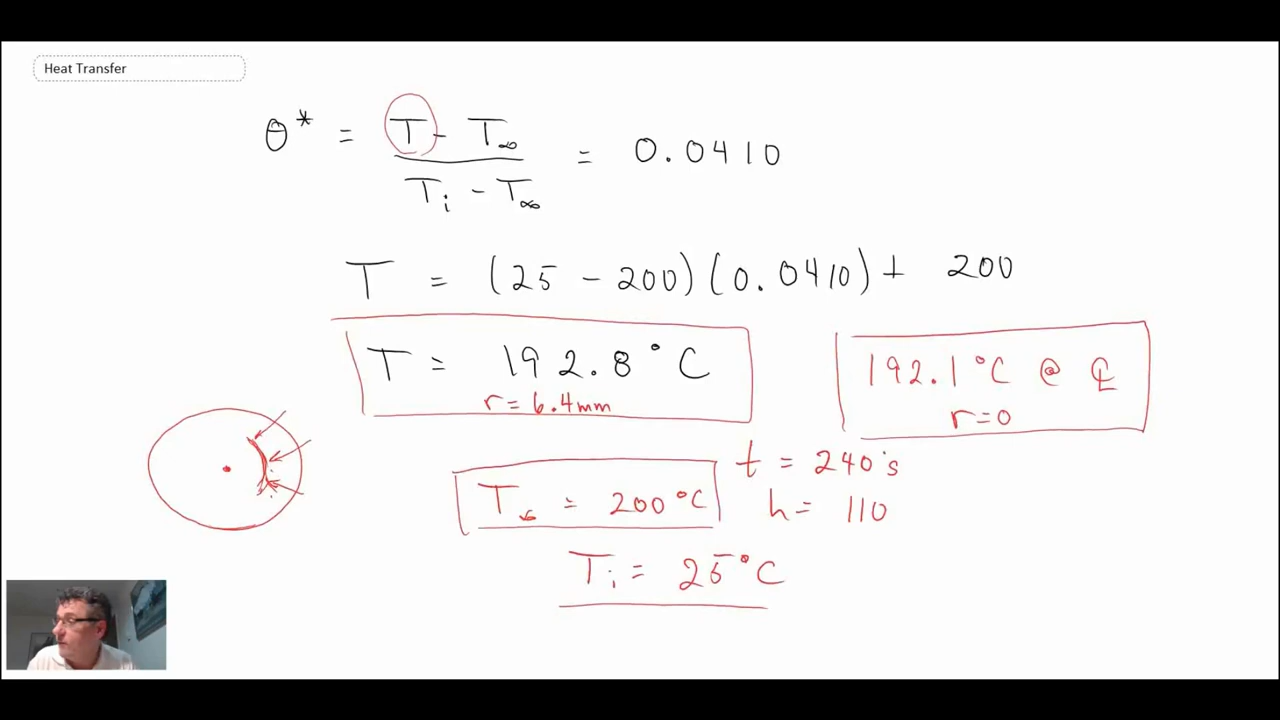 Heat Transfer
θ* = (T - T∞) / (Ti - T∞) = 0.0410
T = (25 - 200)(0.0410) + 200
T = 192.8°C
r = 6.4mm
192.1°C @ ℄
r=0
t = 240 s
h = 110
T∞ = 200°C
Ti = 25°C